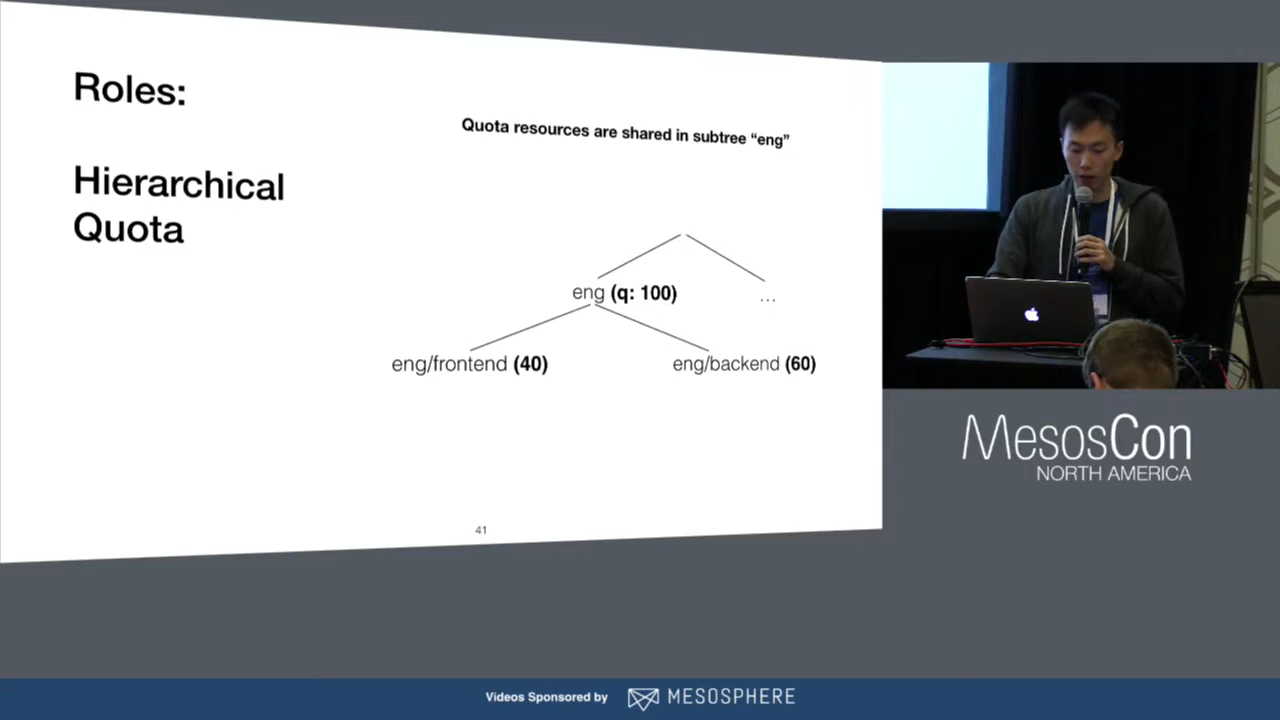 Roles:
Hierarchical
Quota
Quota resources are shared in subtree “eng”
eng (q: 100)
...
eng/frontend (40)
eng/backend (60)
41
MesosCon
NORTH AMERICA
Videos Sponsored by MESOSPHERE